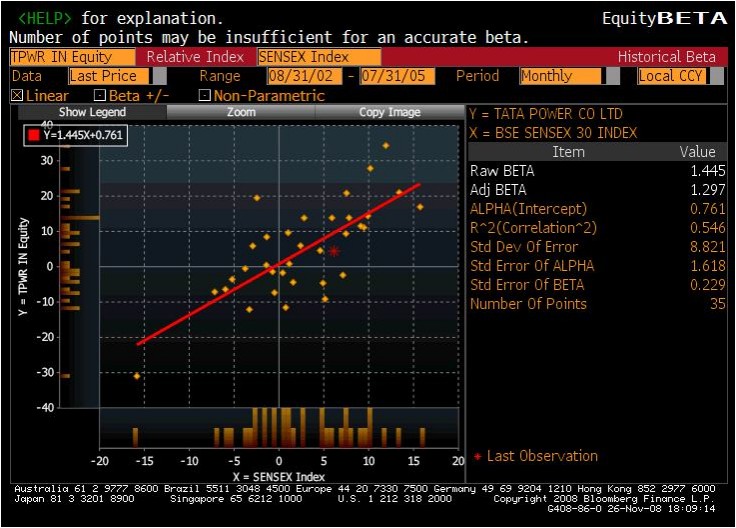 <HELP> for explanation. EquityBETA
Number of points may be insufficient for an accurate beta.
TPWR IN Equity Relative Index SENSEX Index Historical Beta
Data Last Price Range 08/31/02 - 07/31/05 Period Monthly Local CCY
Linear Beta +/- Non-Parametric
Show Legend Zoom Copy Image
Y = TATA POWER CO LTD
X = BSE SENSEX 30 INDEX
Item Value
Raw BETA 1.445
Adj BETA 1.297
ALPHA(Intercept) 0.761
R^2(Correlation^2) 0.546
Std Dev Of Error 8.821
Std Error Of ALPHA 1.618
Std Error Of BETA 0.229
Number Of Points 35
Last Observation
40
Y=1.445X+0.761
30
20
10
0
-10
-20
-30
-40
Y = TPWR IN Equity
-20 -15 -10 -5 0 5 10 15 20
X = SENSEX Index
Australia 61 2 9777 8600 Brazil 5511 3048 4500 Europe 44 20 7330 7500 Germany 49 69 9204 1210 Hong Kong 852 2977 6000
Japan 81 3 3201 8900 Singapore 65 6212 1000 U.S. 1 212 318 2000 Copyright 2008 Bloomberg Finance L.P.
G408-86-0 26-Nov-08 18:09:14